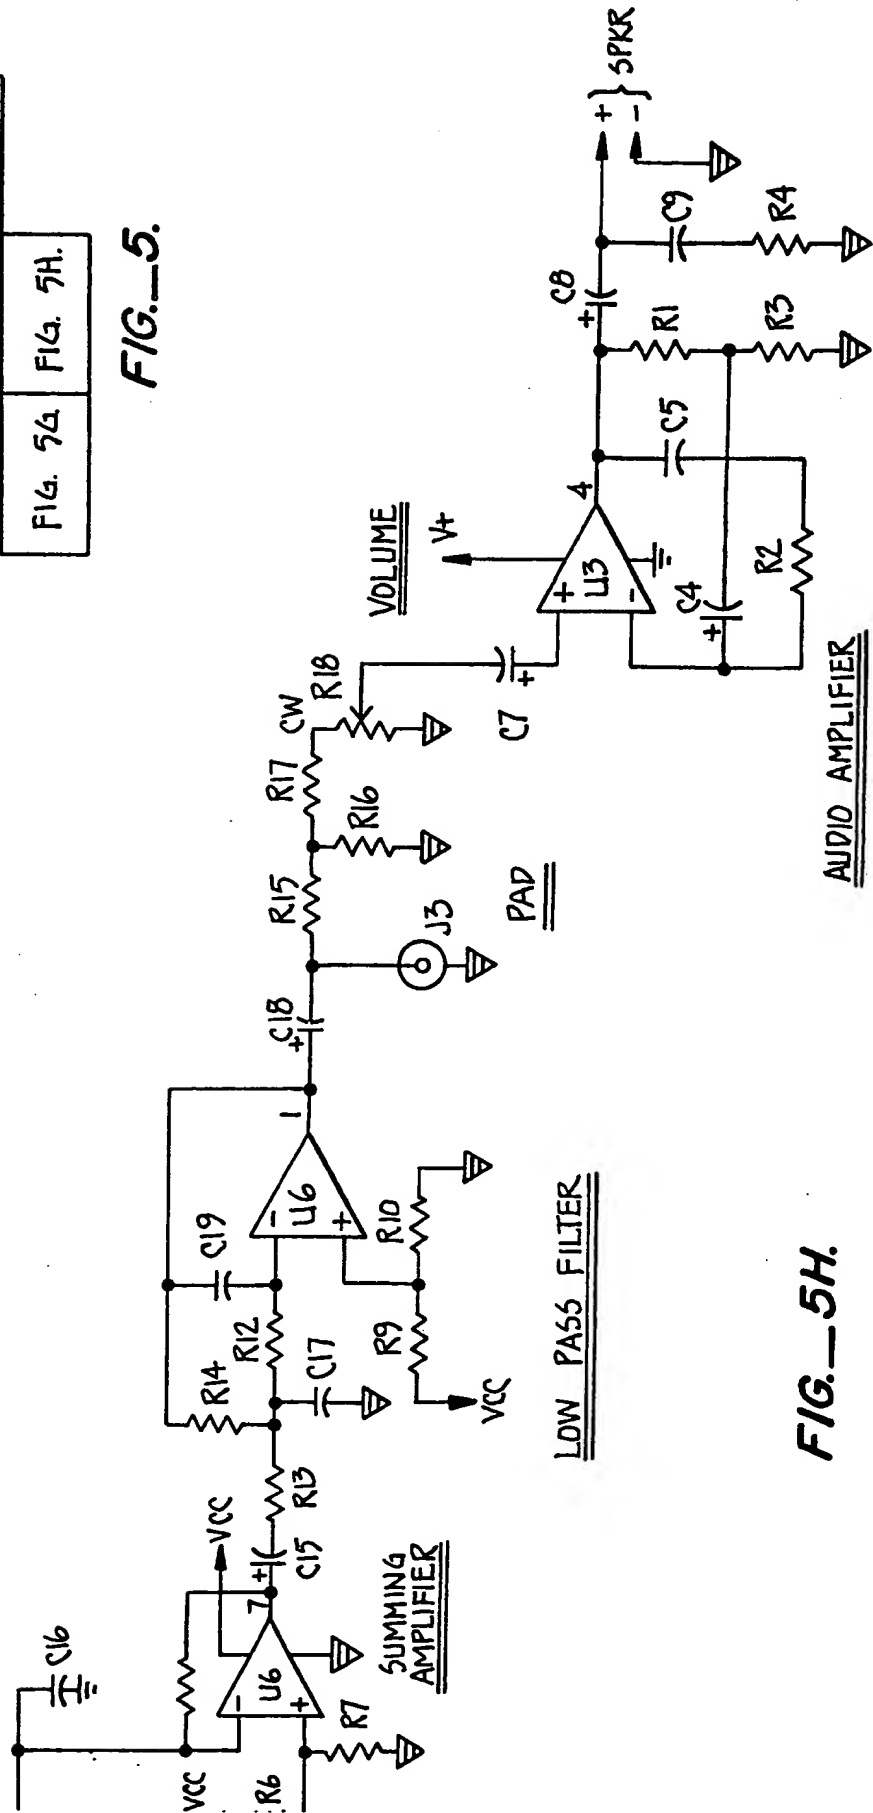 FIG. 5G
FIG. 5H.
FIG._5.
C16
VCC
R6
R7
U6
-
+
7
VCC
SUMMING
AMPLIFIER
+
C15
R13
R14
C17
R12
C19
-
U6
+
1
R9
R10
VCC
LOW PASS FILTER
+
C18
J3
R15
R16
R17
PAD
CW
R18
VOLUME
C7
+
V+
+
U3
-
4
C4
+
R2
C5
R1
R3
+
C8
C9
R4
+
-
SPKR
AUDIO AMPLIFIER
FIG._5H.